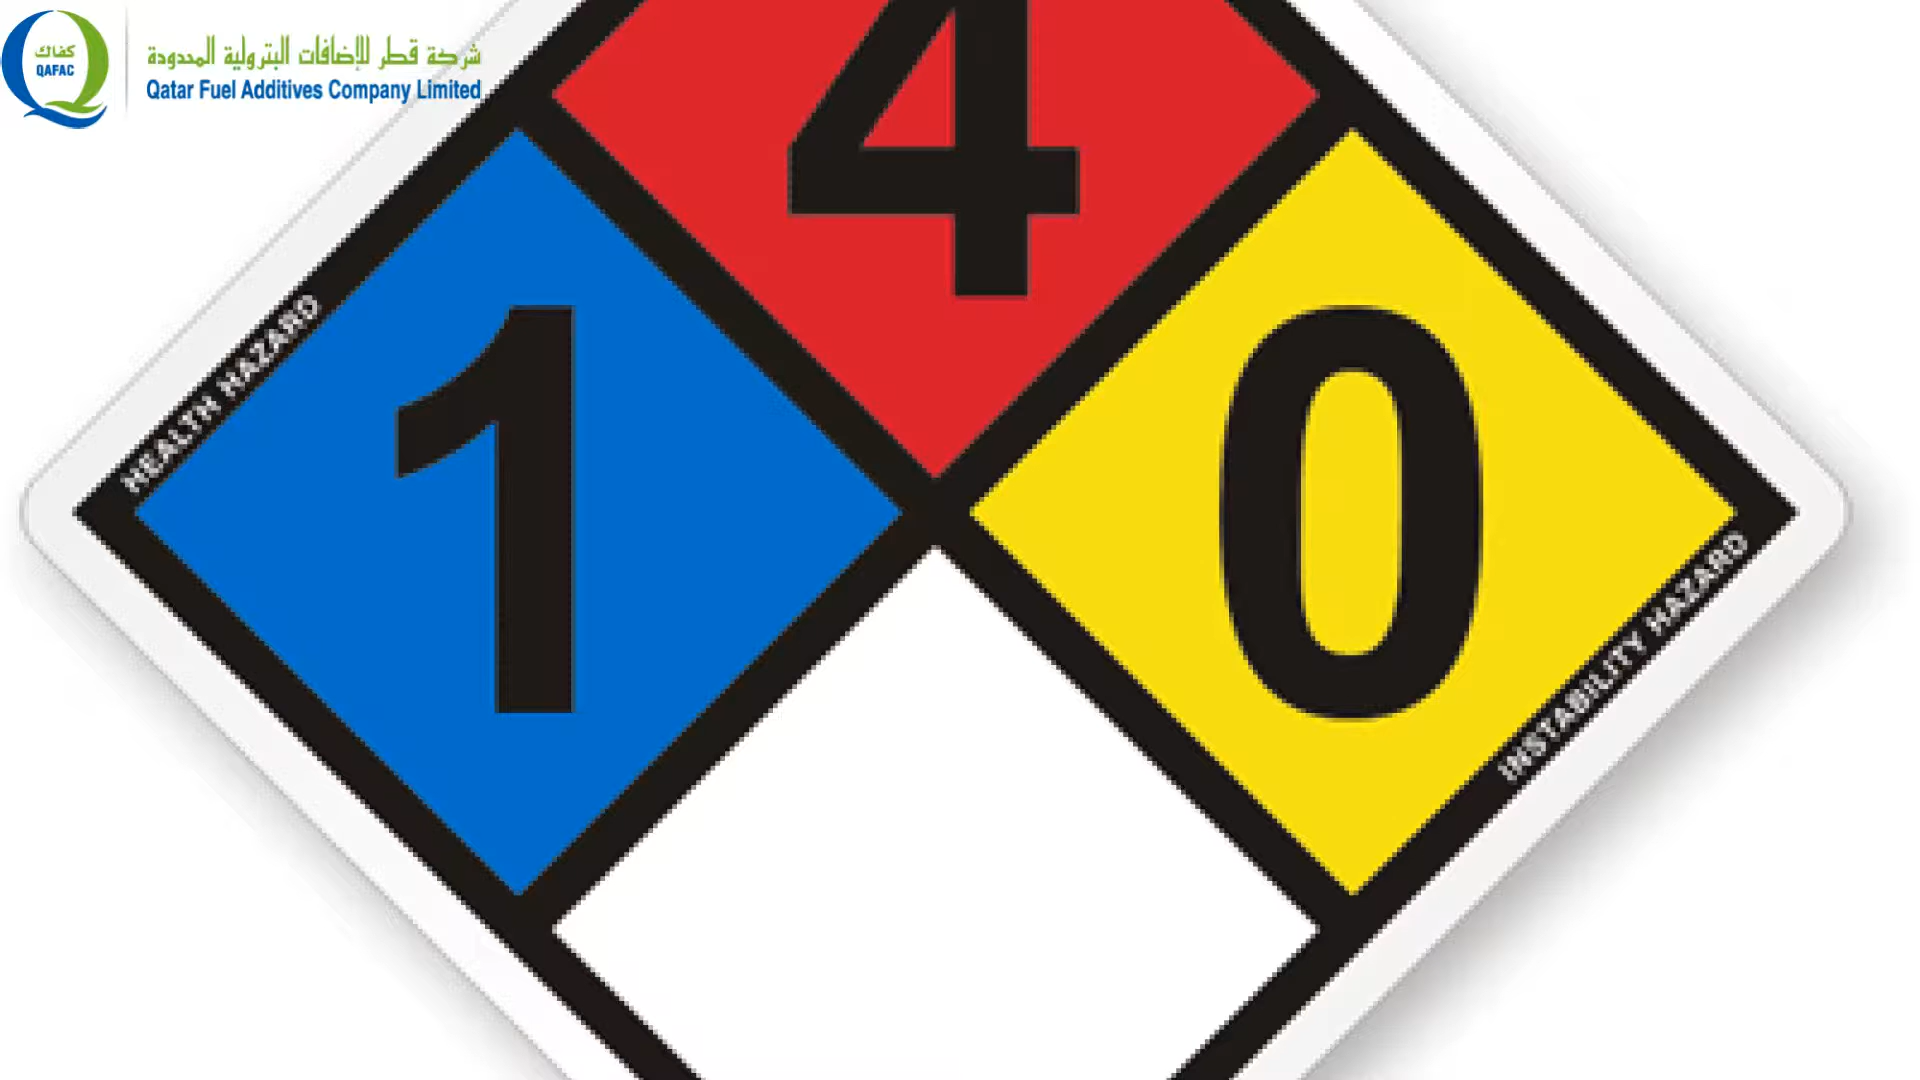 كفاك
QAFAC
شركة قطر للإضافات البترولية المحدودة
Qatar Fuel Additives Company Limited
4
HEALTH HAZARD
1
0
INSTABILITY HAZARD